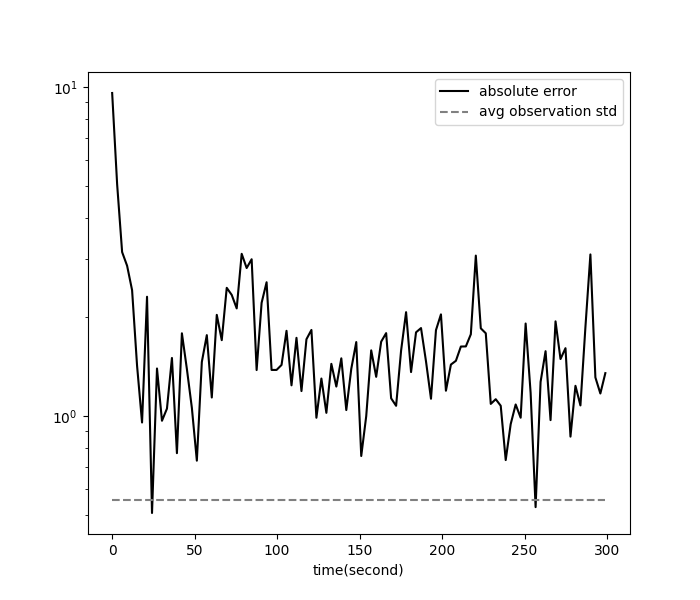 10¹
10⁰
absolute error
avg observation std
0 50 100 150 200 250 300
time(second)